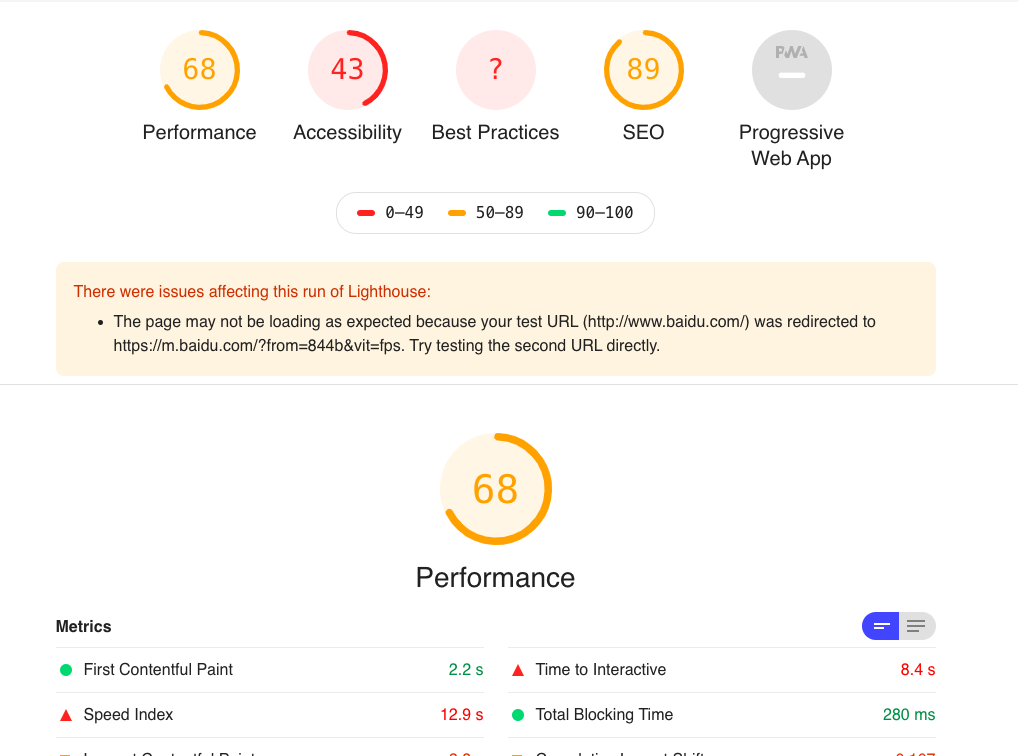 68
43
?
89
PWA
Performance
Accessibility
Best Practices
SEO
Progressive
Web App
0–49
50–89
90–100
There were issues affecting this run of Lighthouse:
The page may not be loading as expected because your test URL (http://www.baidu.com/) was redirected to
https://m.baidu.com/?from=844b&vit=fps. Try testing the second URL directly.
68
Performance
Metrics
First Contentful Paint 2.2 s
Time to Interactive 8.4 s
Speed Index 12.9 s
Total Blocking Time 280 ms